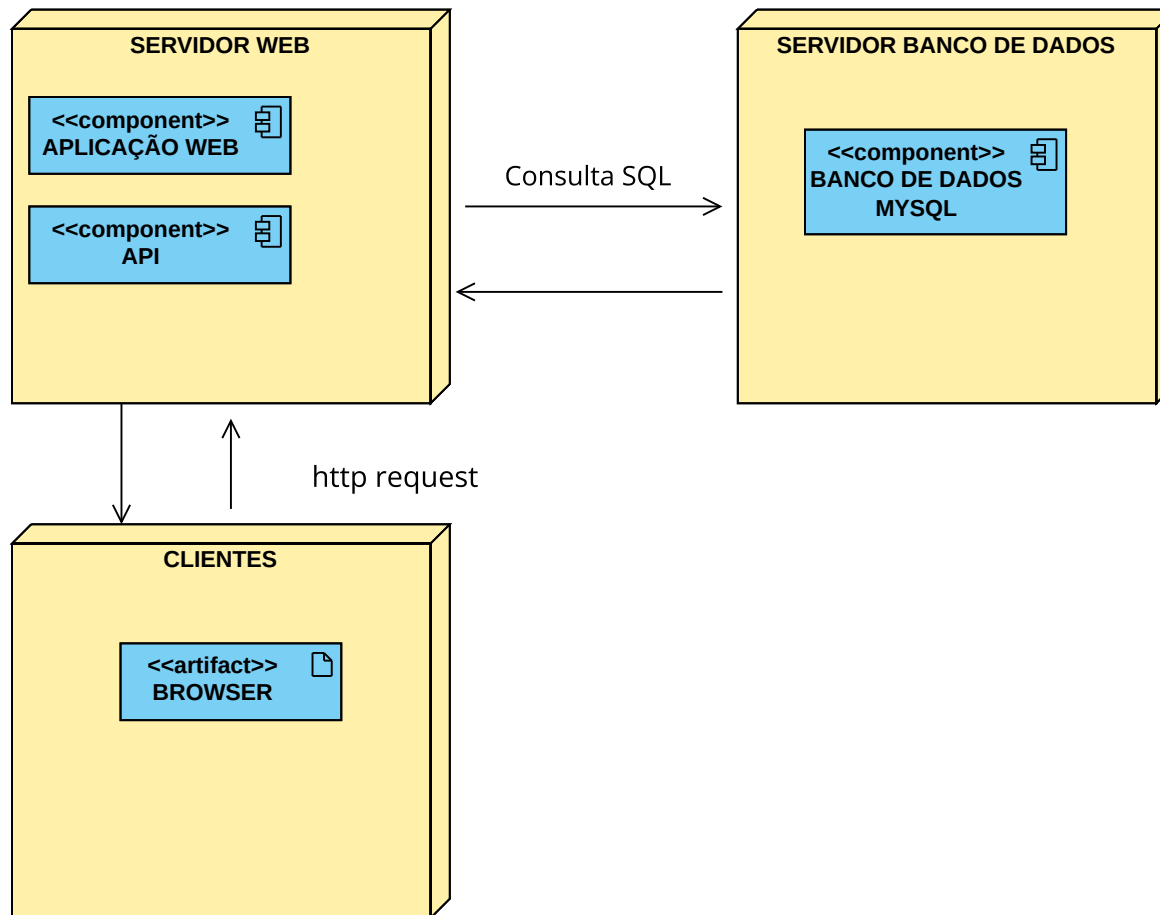 SERVIDOR WEB
<<component>>
APLICAÇÃO WEB
<<component>>
API
Consulta SQL
SERVIDOR BANCO DE DADOS
<<component>>
BANCO DE DADOS
MYSQL
http request
CLIENTES
<<artifact>>
BROWSER